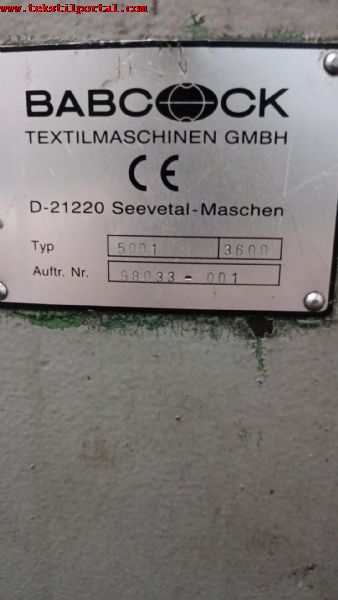 www.tekstilportal.com
BABCOCK
TEXTILMASCHINEN GMBH
CE
D-21220 Seevetal-Maschen
Typ 5001 3600
Auftr. Nr. 98033 - 001